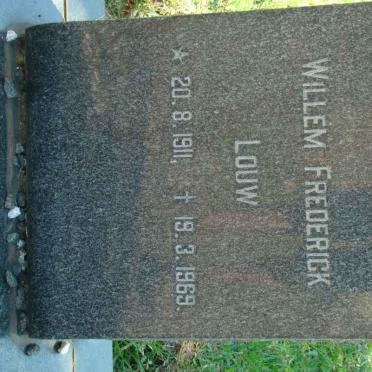 WILLEM FREDERICK
LOUW
* 20.8.1911, † 19.3.1969.